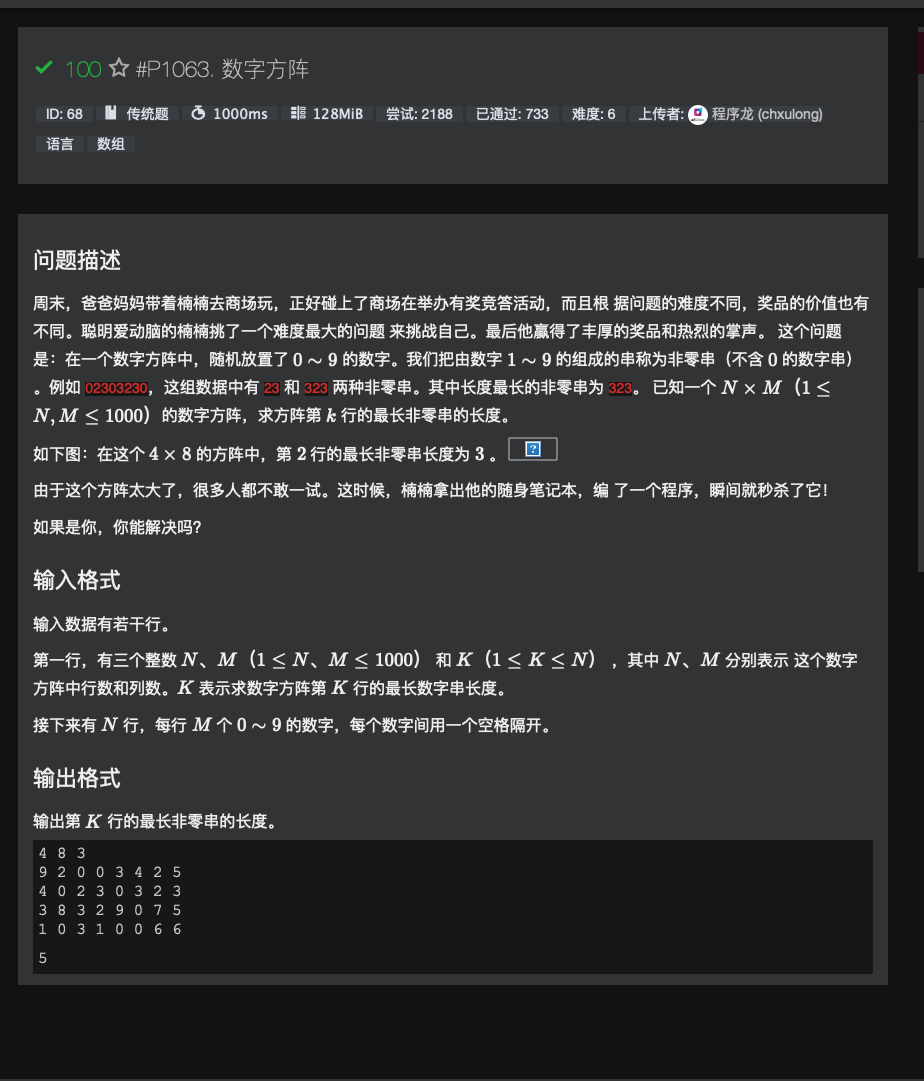 100 #P1063. 数字方阵
ID: 68 传统题 1000ms 128MiB 尝试: 2188 已通过: 733 难度: 6 上传者: 程序龙 (chxulong)
语言 数组
问题描述
周末，爸爸妈妈带着楠楠去商场玩，正好碰上了商场在举办有奖竞答活动，而且根 据问题的难度不同，奖品的价值也有
不同。聪明爱动脑的楠楠挑了一个难度最大的问题 来挑战自己。最后他赢得了丰厚的奖品和热烈的掌声。 这个问题
是：在一个数字方阵中，随机放置了 0 ∼ 9 的数字。我们把由数字 1 ∼ 9 的组成的串称为非零串（不含 0 的数字串）
。例如 02303230，这组数据中有 23 和 323 两种非零串。其中长度最长的非零串为 323。 已知一个 N × M（1 ≤
N, M ≤ 1000）的数字方阵，求方阵第 k 行的最长非零串的长度。
如下图：在这个 4 × 8 的方阵中，第 2 行的最长非零串长度为 3 。 ?
由于这个方阵太大了，很多人都不敢一试。这时候，楠楠拿出他的随身笔记本，编 了一个程序，瞬间就秒杀了它！
如果是你，你能解决吗?
输入格式
输入数据有若干行。
第一行，有三个整数 N、M（1 ≤ N、M ≤ 1000） 和 K（1 ≤ K ≤ N），其中 N、M 分别表示 这个数字
方阵中行数和列数。K 表示求数字方阵第 K 行的最长数字串长度。
接下来有 N 行，每行 M 个 0 ∼ 9 的数字，每个数字间用一个空格隔开。
输出格式
输出第 K 行的最长非零串的长度。
4 8 3
9 2 0 0 3 4 2 5
4 0 2 3 0 3 2 3
3 8 3 2 9 0 7 5
1 0 3 1 0 0 6 6
5